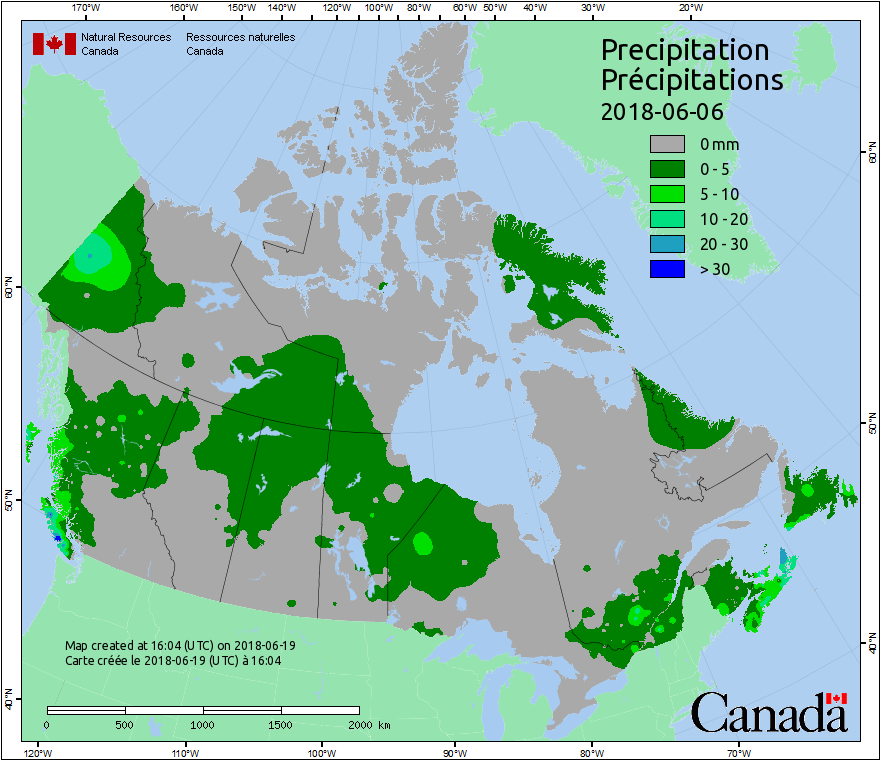 170°W 160°W 150°W 140°W 130°W 120°W 110°W 100°W 90°W 80°W 60°W 50°W 40°W 30°W 20°W
Natural Resources Canada
Ressources naturelles Canada
Precipitation
Précipitations
2018-06-06
0 mm
0 - 5
5 - 10
10 - 20
20 - 30
> 30
60°N
50°N
40°N
60°N
50°N
40°N
Map created at 16:04 (UTC) on 2018-06-19
Carte créée le 2018-06-19 (UTC) à 16:04
0 500 1000 1500 2000 km
Canada
120°W 110°W 100°W 90°W 80°W 70°W